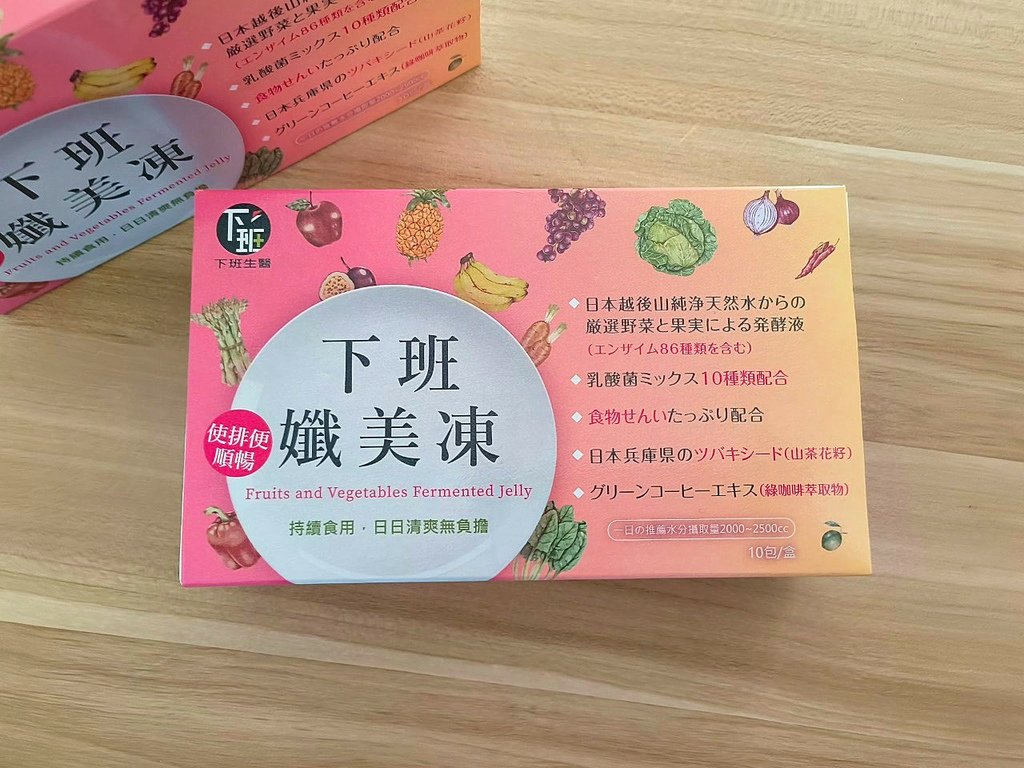 日本越後山
厳選野菜と果実
(エンザイム86種類を含
乳酸菌ミックス10種類配合
食物せんいたっぷり配合
日本兵庫県のツバキシード(山茶花籽)
グリーンコーヒーエキス(綠咖啡萃取物)
下班
孅美凍
Fruits and Vegetables Fermented Jelly
持續食用．日日清爽無負擔
下班
下班生醫
下班
孅美凍
使排便
順暢
Fruits and Vegetables Fermented Jelly
持續食用．日日清爽無負擔
日本越後山純浄天然水からの
厳選野菜と果実による発酵液
(エンザイム86種類を含む)
乳酸菌ミックス10種類配合
食物せんいたっぷり配合
日本兵庫県のツバキシード(山茶花籽)
グリーンコーヒーエキス(綠咖啡萃取物)
一日の推薦水分攝取量2000~2500cc
10包/盒